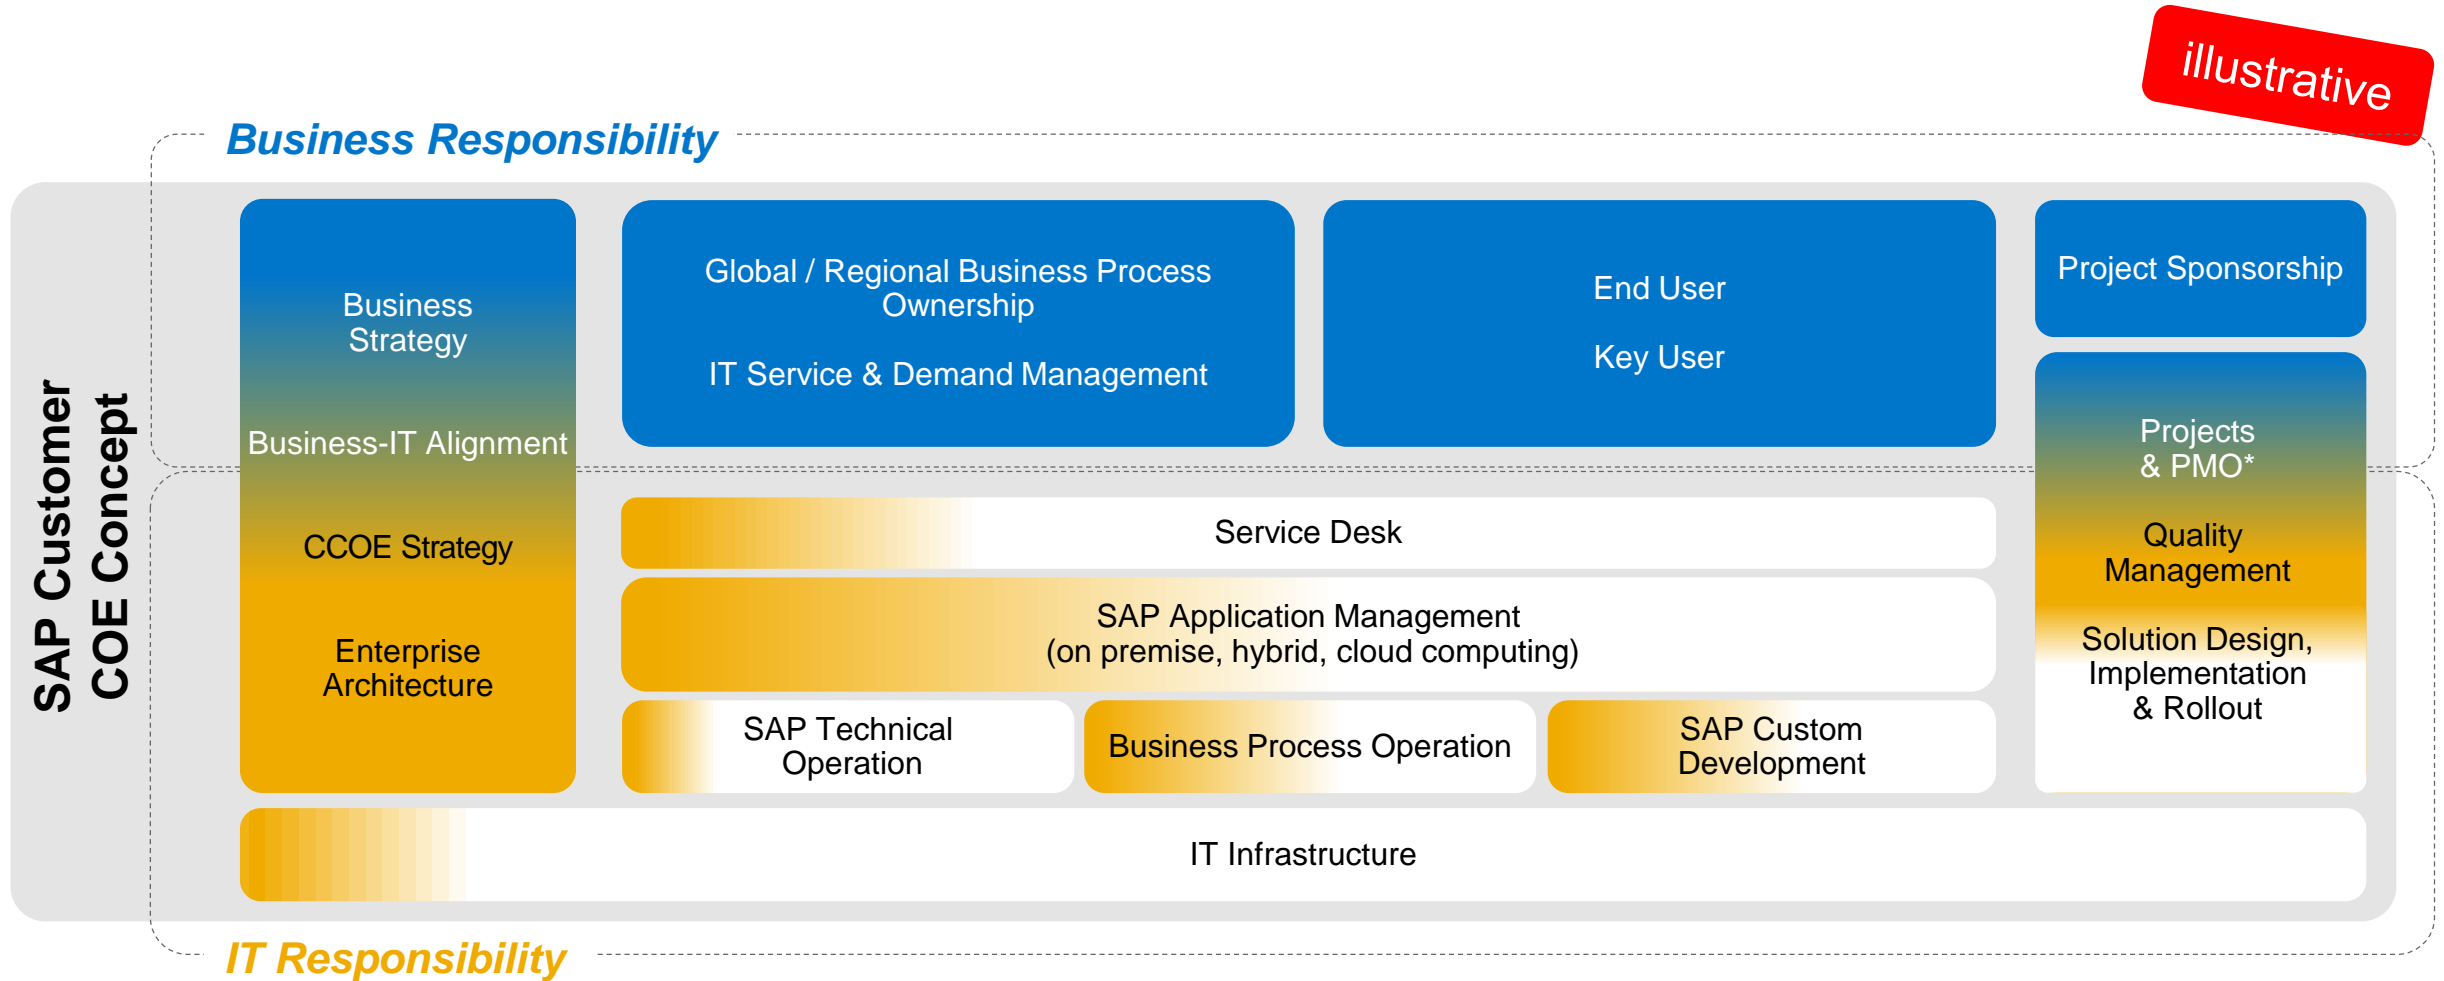 illustrative
Business Responsibility
SAP Customer
COE Concept
Business
Strategy
Business-IT Alignment
CCOE Strategy
Enterprise
Architecture
Global / Regional Business Process
Ownership
IT Service & Demand Management
End User
Key User
Project Sponsorship
Projects
& PMO*
Quality
Management
Solution Design,
Implementation
& Rollout
Service Desk
SAP Application Management
(on premise, hybrid, cloud computing)
SAP Technical
Operation
Business Process Operation
SAP Custom
Development
IT Infrastructure
IT Responsibility